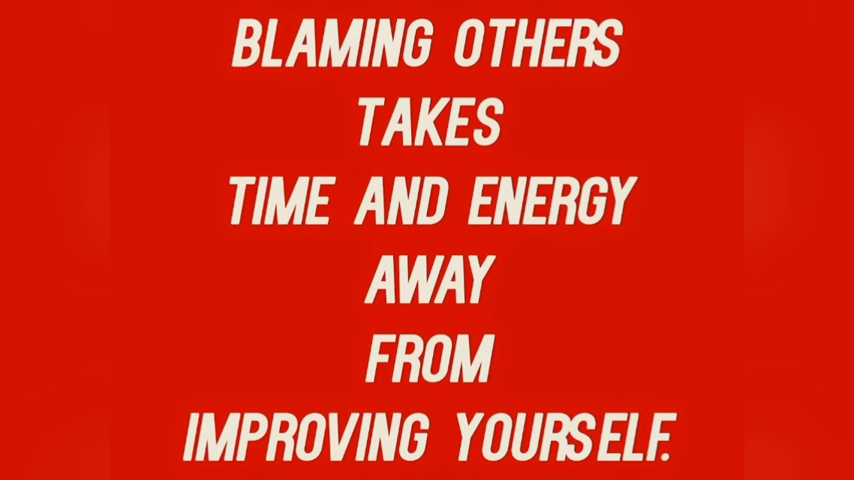 BLAMING OTHERS
TAKES
TIME AND ENERGY
AWAY
FROM
IMPROVING YOURSELF.